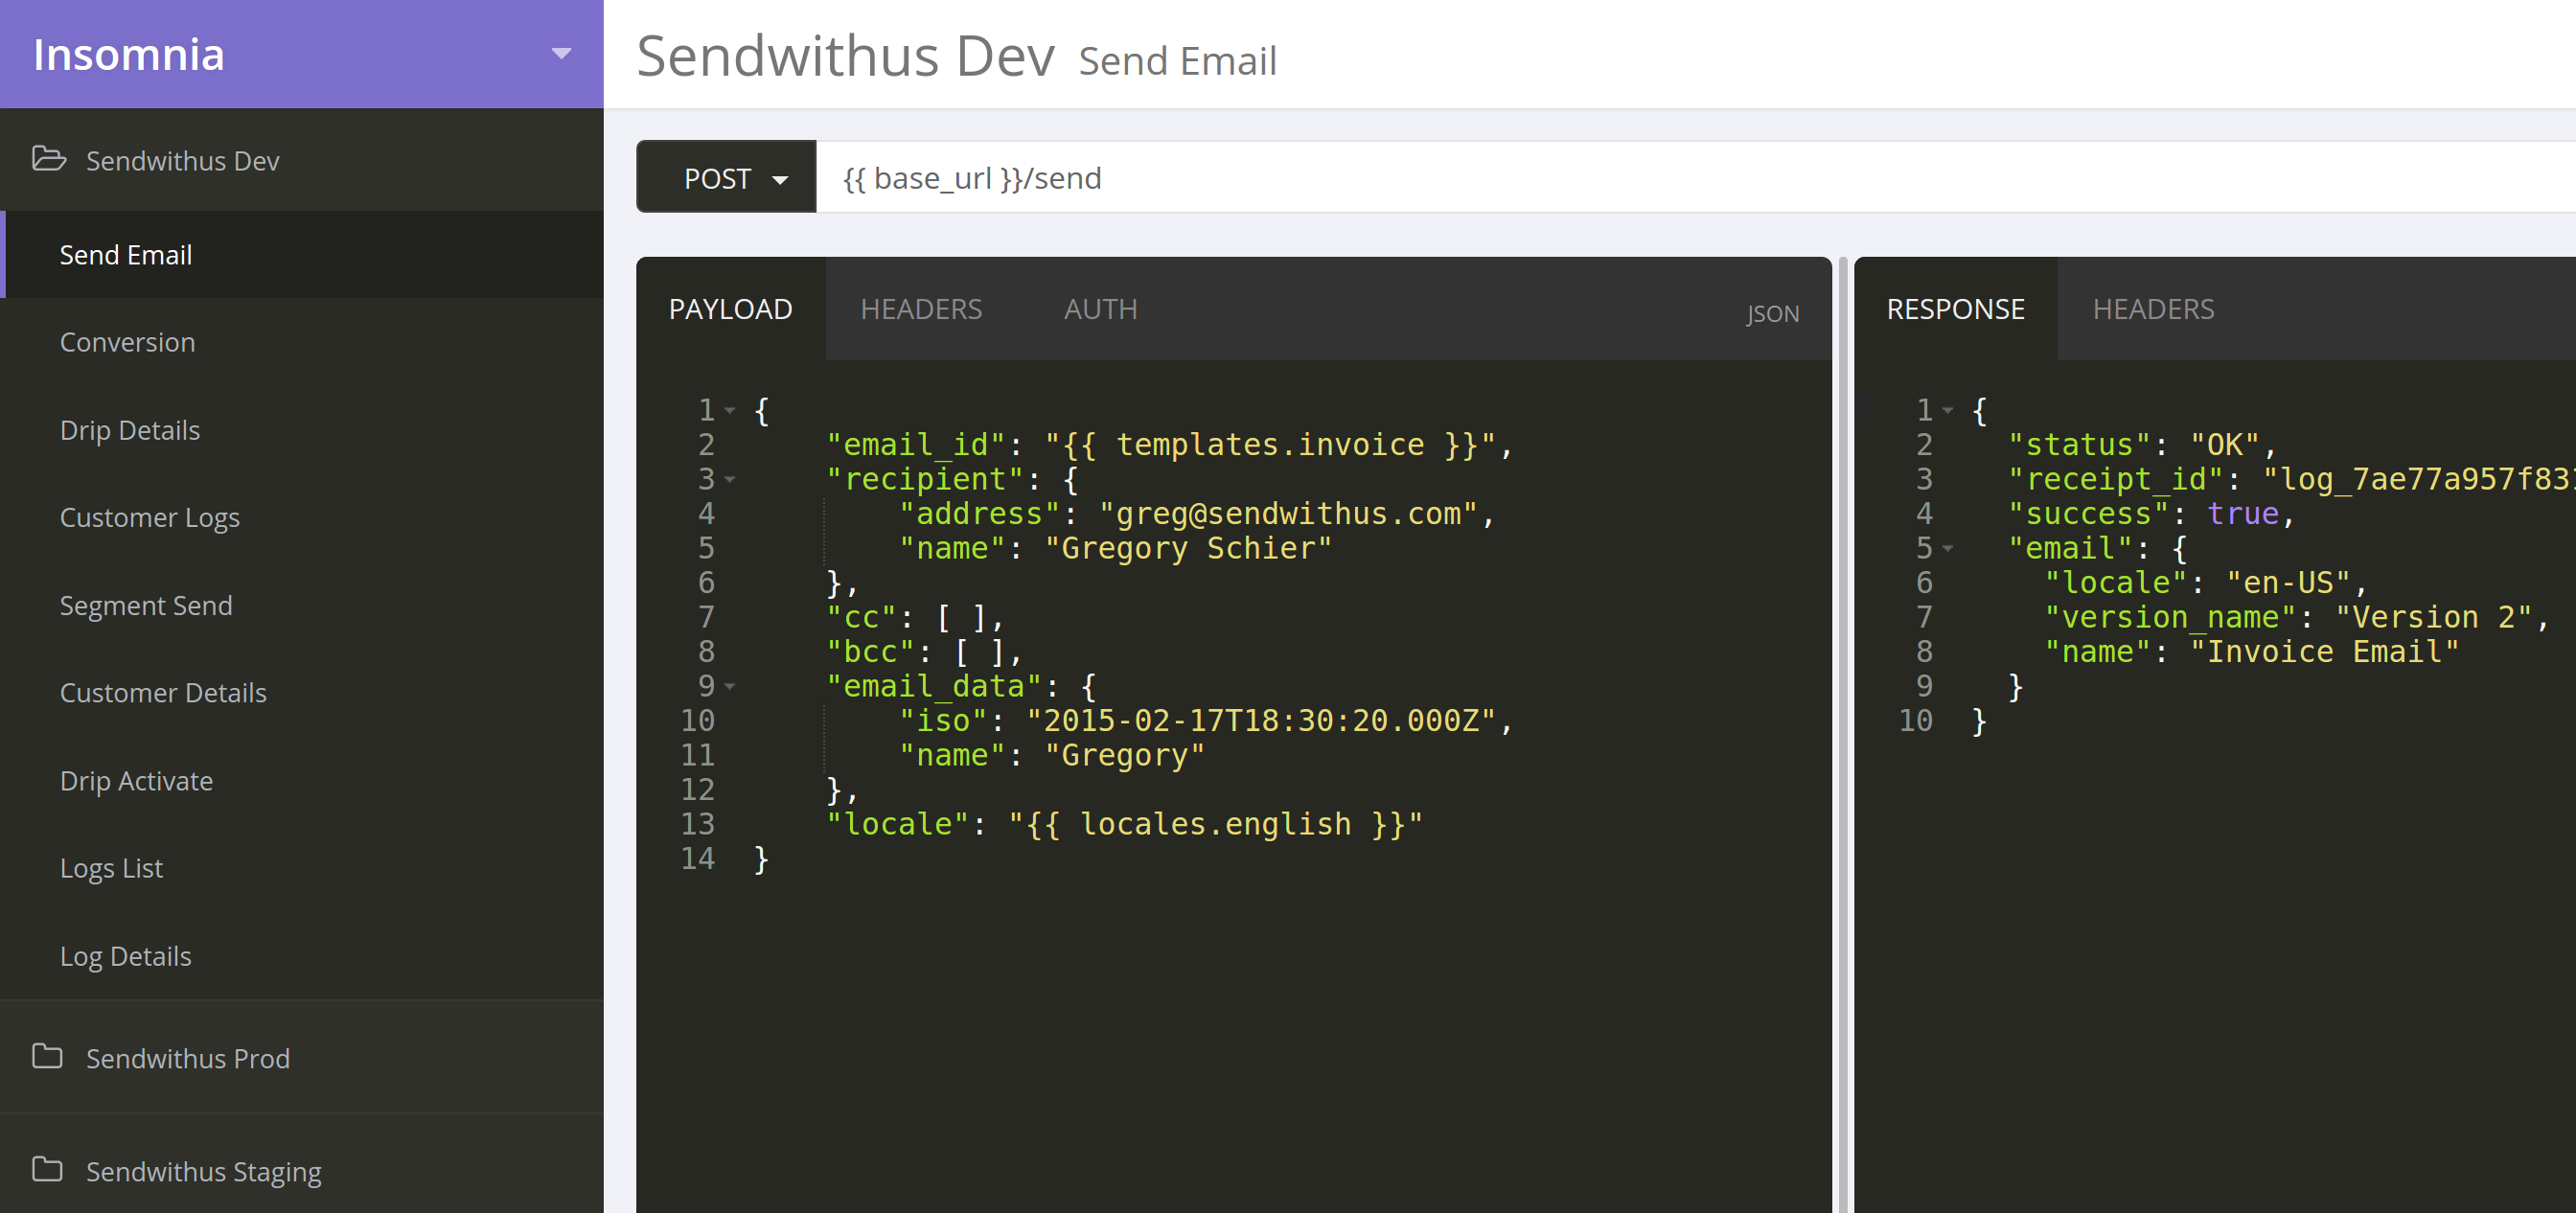 Insomnia
Sendwithus Dev
Send Email
Conversion
Drip Details
Customer Logs
Segment Send
Customer Details
Drip Activate
Logs List
Log Details
Sendwithus Prod
Sendwithus Staging
Sendwithus Dev Send Email
POST {{ base_url }}/send
PAYLOAD HEADERS AUTH JSON
1 {
2 "email_id": "{{ templates.invoice }}",
3 "recipient": {
4 "address": "greg@sendwithus.com",
5 "name": "Gregory Schier"
6 },
7 "cc": [ ],
8 "bcc": [ ],
9 "email_data": {
10 "iso": "2015-02-17T18:30:20.000Z",
11 "name": "Gregory"
12 },
13 "locale": "{{ locales.english }}"
14 }
RESPONSE HEADERS
1 {
2 "status": "OK",
3 "receipt_id": "log_7ae77a957f83
4 "success": true,
5 "email": {
6 "locale": "en-US",
7 "version_name": "Version 2",
8 "name": "Invoice Email"
9 }
10 }